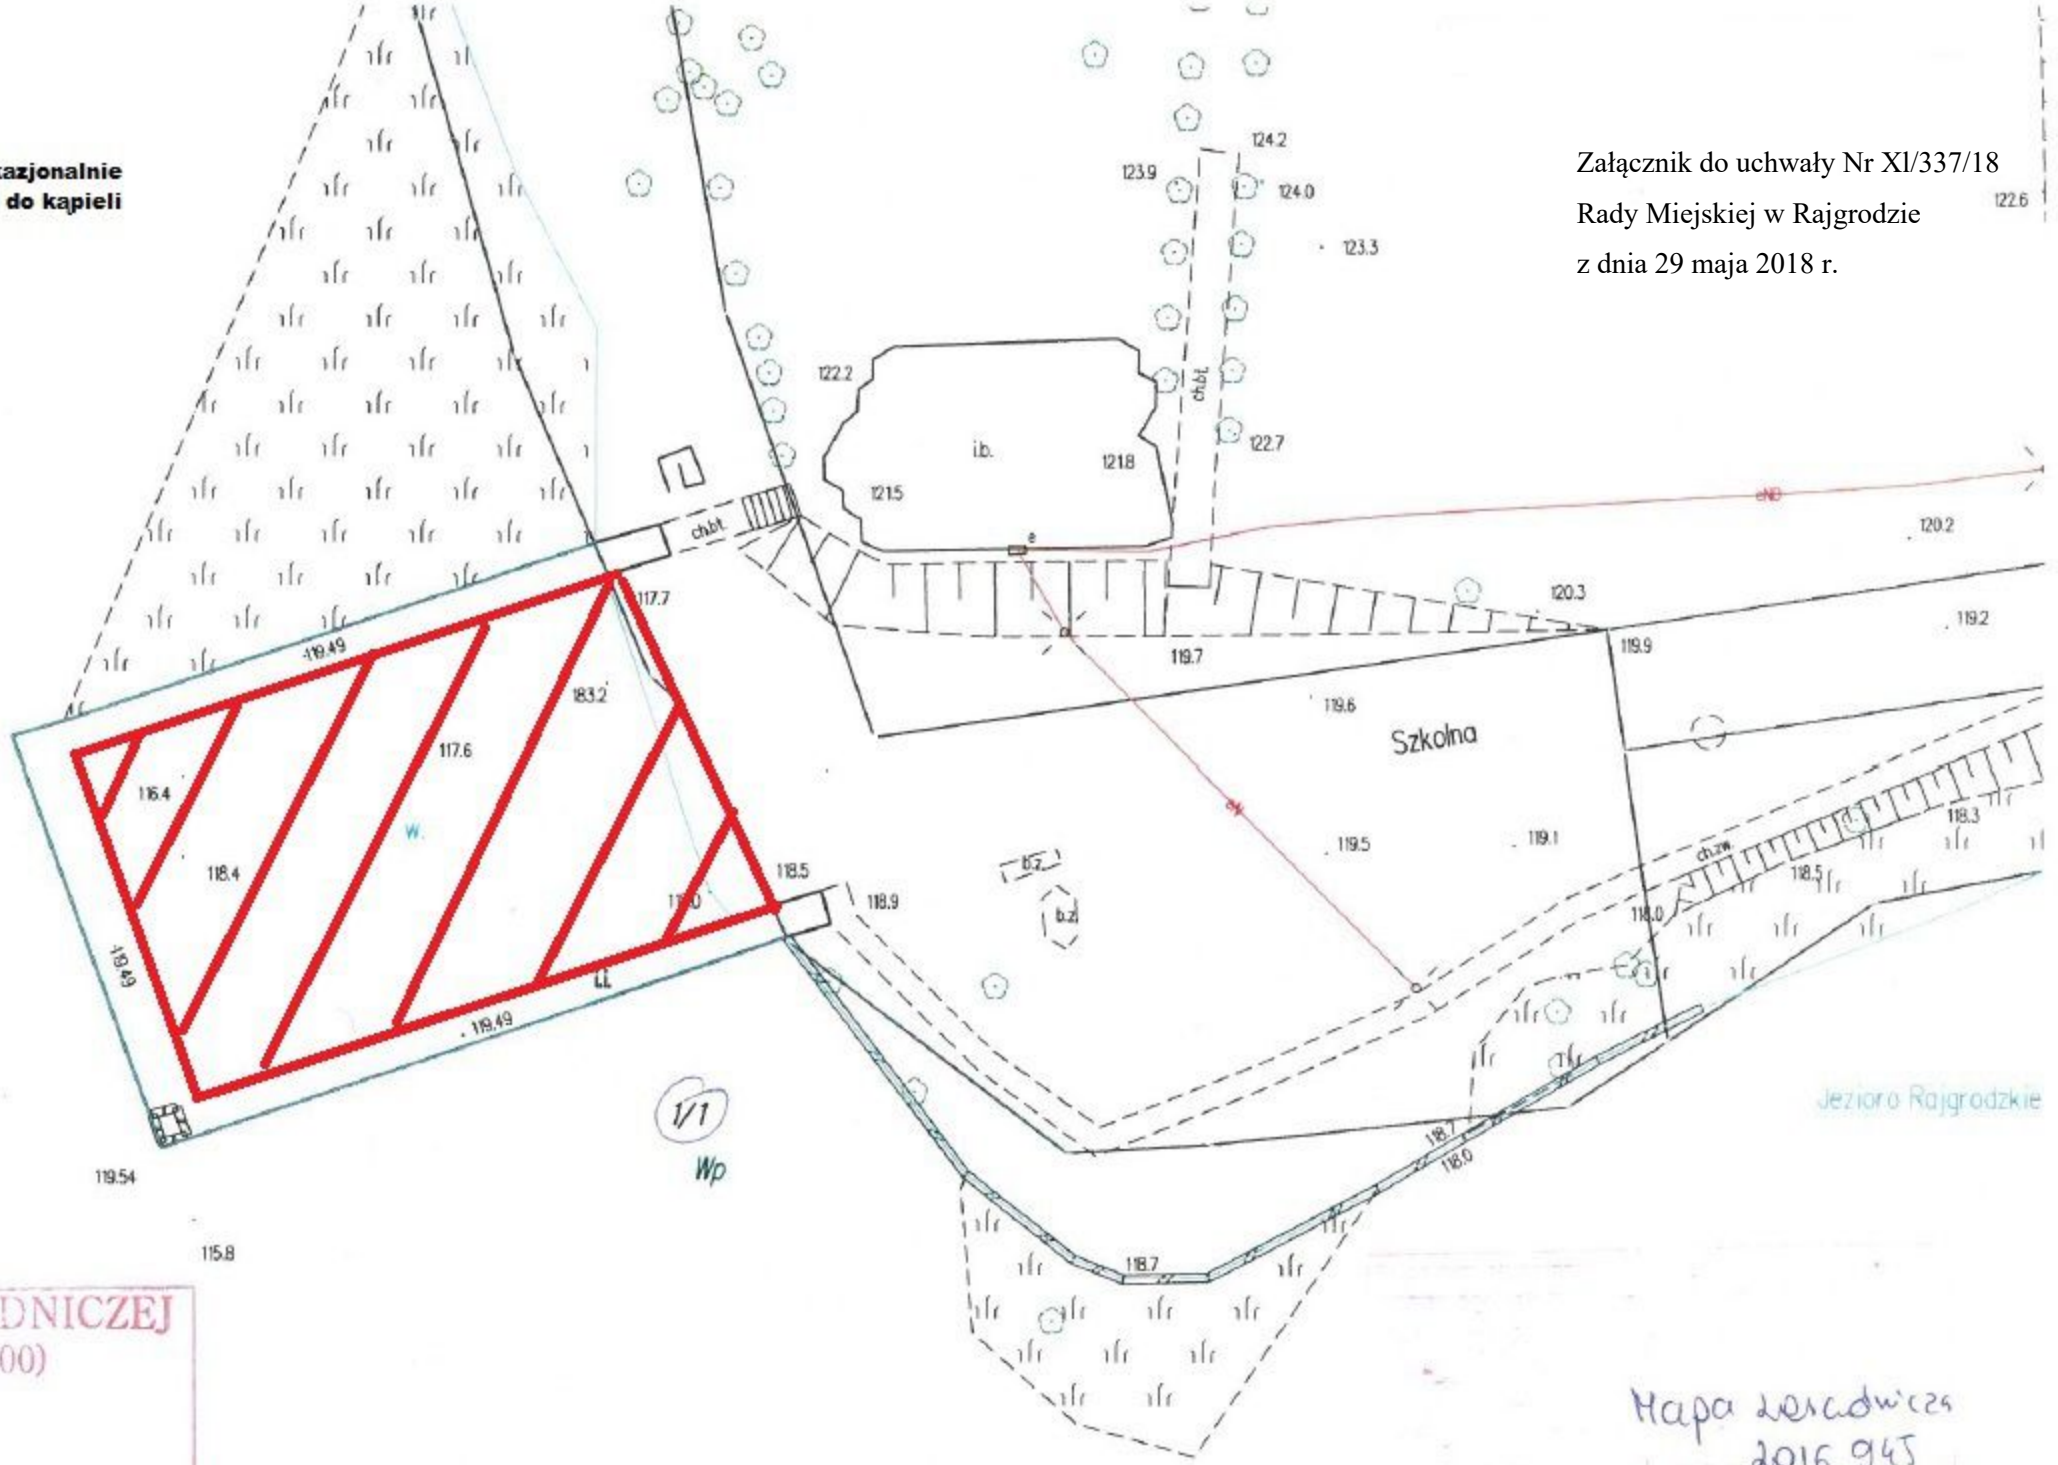 do kąpieli
Załącznik do uchwały Nr Xl/337/18
Rady Miejskiej w Rajgrodzie
z dnia 29 maja 2018 r.
124.2
123.9
124.0
122.6
123.3
122.2
ch.bt.
122.7
i.b.
121.8
121.5
eND
120.2
ch.bt.
e
117.7
120.3
119.2
119.49
119.7
119.9
183.2
119.6
Szkolna
117.6
116.4
w.
eN
118.3
118.4
118.5
119.5
119.1
ch.zw.
118.5
b.z.
118.9
b.z.
118.0
119.49
119.49
1/1
Jezioro Rajgrodzkie
Wp
118.7
118.0
119.54
115.8
118.7
DNICZEJ
00)
Mapa